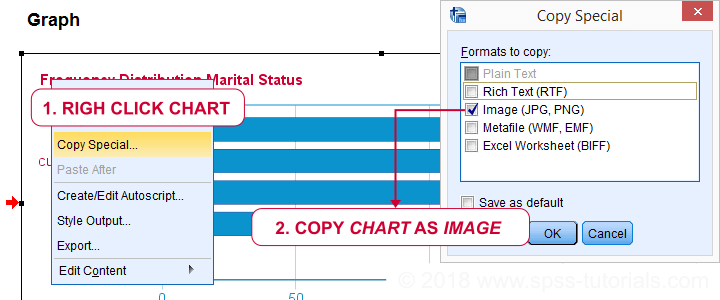 Graph
Frequency Distribution Marital Status
1. RIGH CLICK CHART
Copy Special...
Paste After
Create/Edit Autoscript...
Style Output...
Export...
Edit Content
0
50
Copy Special
Formats to copy:
Plain Text
Rich Text (RTF)
Image (JPG, PNG)
Metafile (WMF, EMF)
Excel Worksheet (BIFF)
Save as default
2. COPY CHART AS IMAGE
OK
Cancel
© 2018 www.spss-tutorials.com